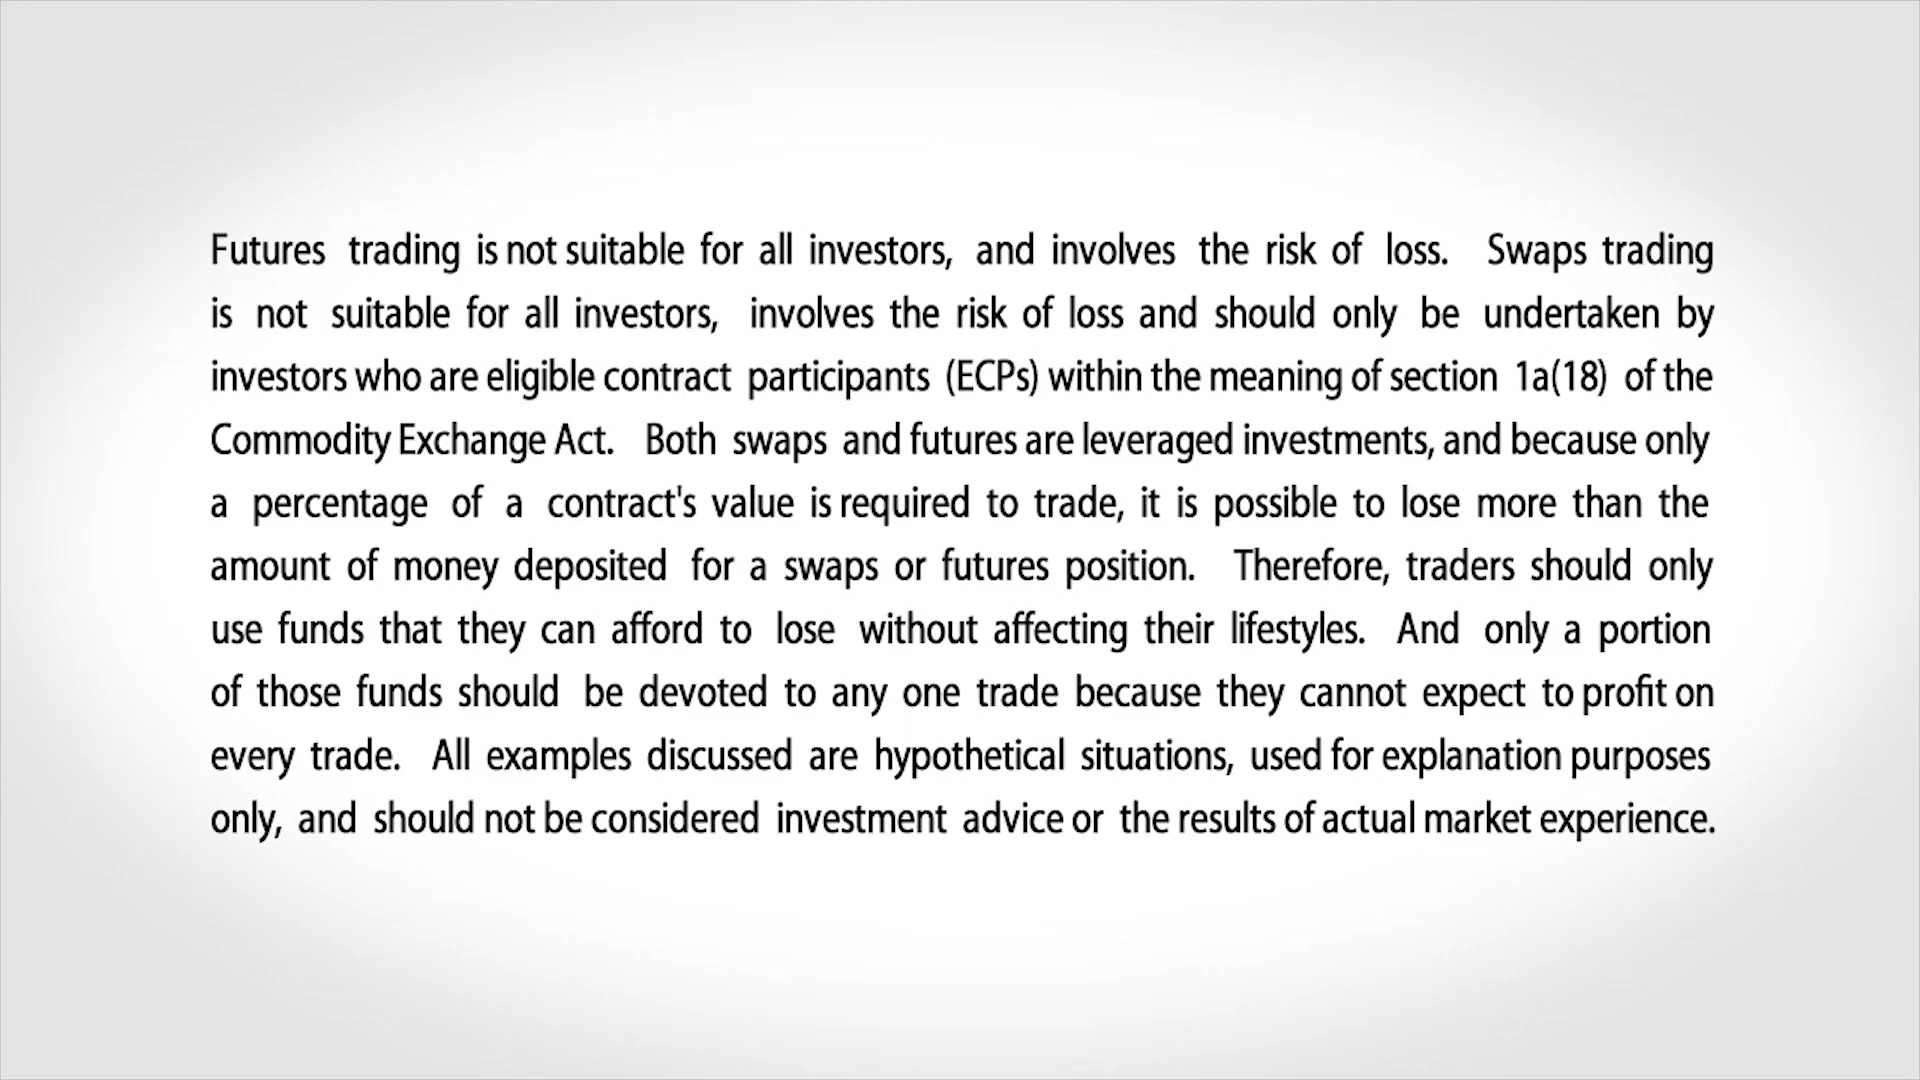 Futures trading is not suitable for all investors, and involves the risk of loss. Swaps trading
is not suitable for all investors, involves the risk of loss and should only be undertaken by
investors who are eligible contract participants (ECPs) within the meaning of section 1a(18) of the
Commodity Exchange Act. Both swaps and futures are leveraged investments, and because only
a percentage of a contract's value is required to trade, it is possible to lose more than the
amount of money deposited for a swaps or futures position. Therefore, traders should only
use funds that they can afford to lose without affecting their lifestyles. And only a portion
of those funds should be devoted to any one trade because they cannot expect to profit on
every trade. All examples discussed are hypothetical situations, used for explanation purposes
only, and should not be considered investment advice or the results of actual market experience.